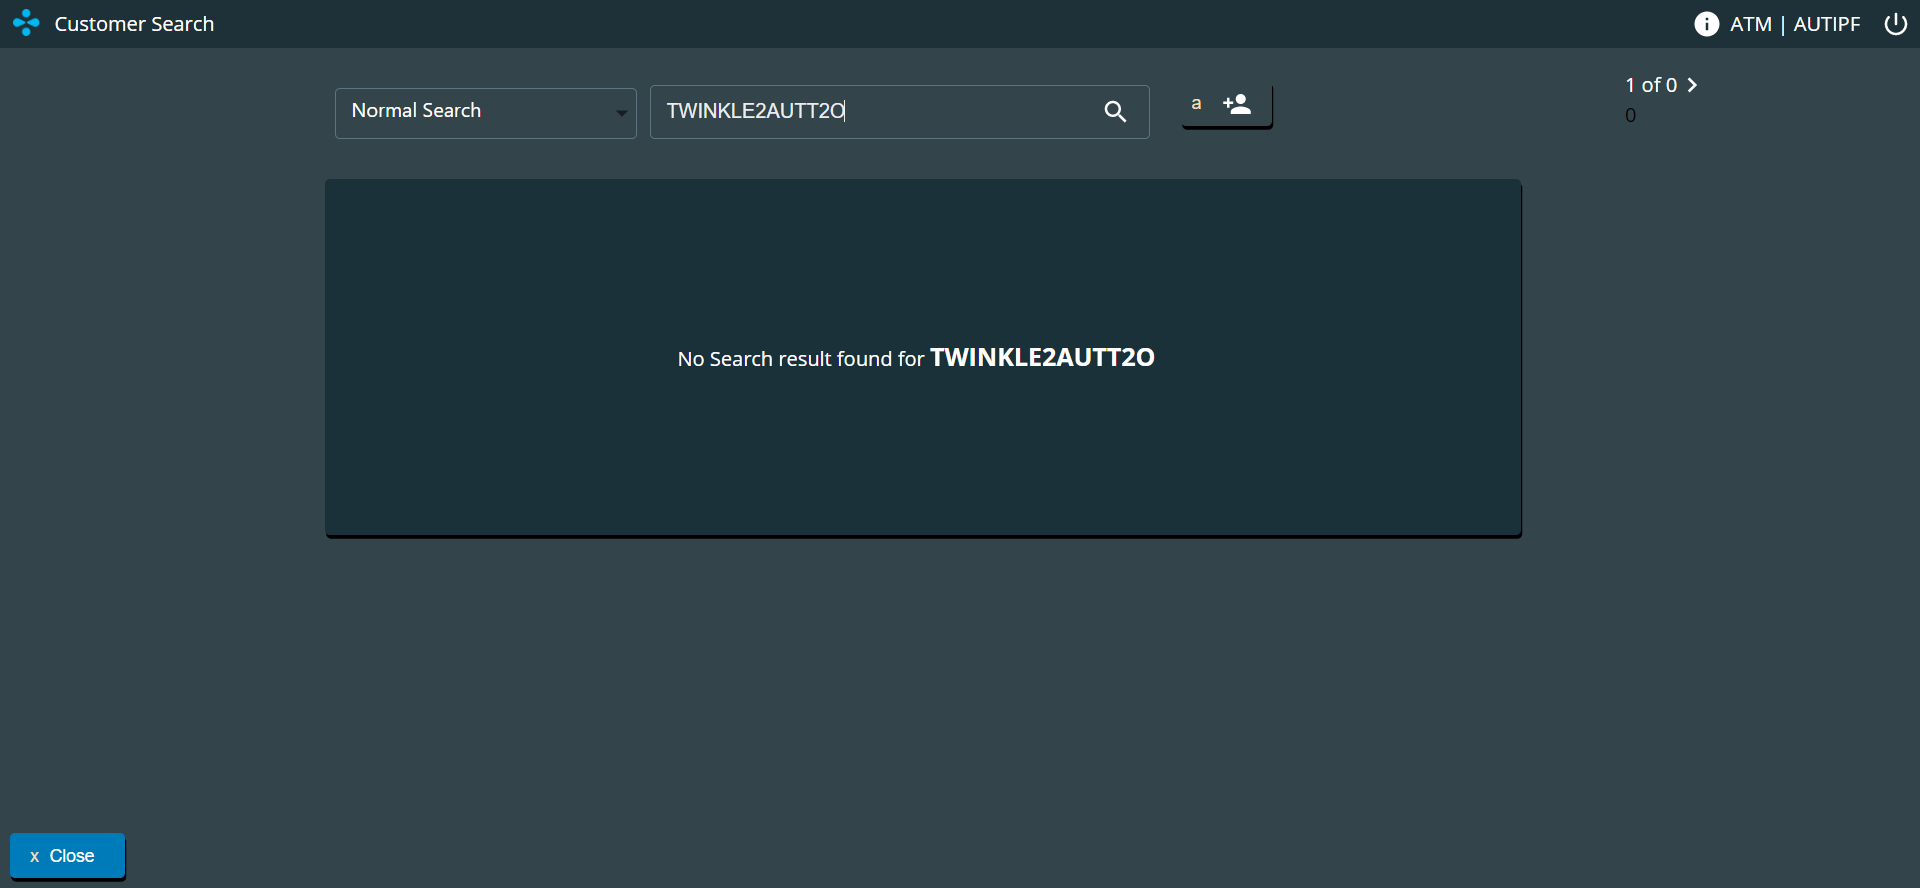 Customer Search
ATM | AUTIPF
Normal Search
TWINKLE2AUTT2O
a
1 of 0
0
No Search result found for TWINKLE2AUTT2O
x Close